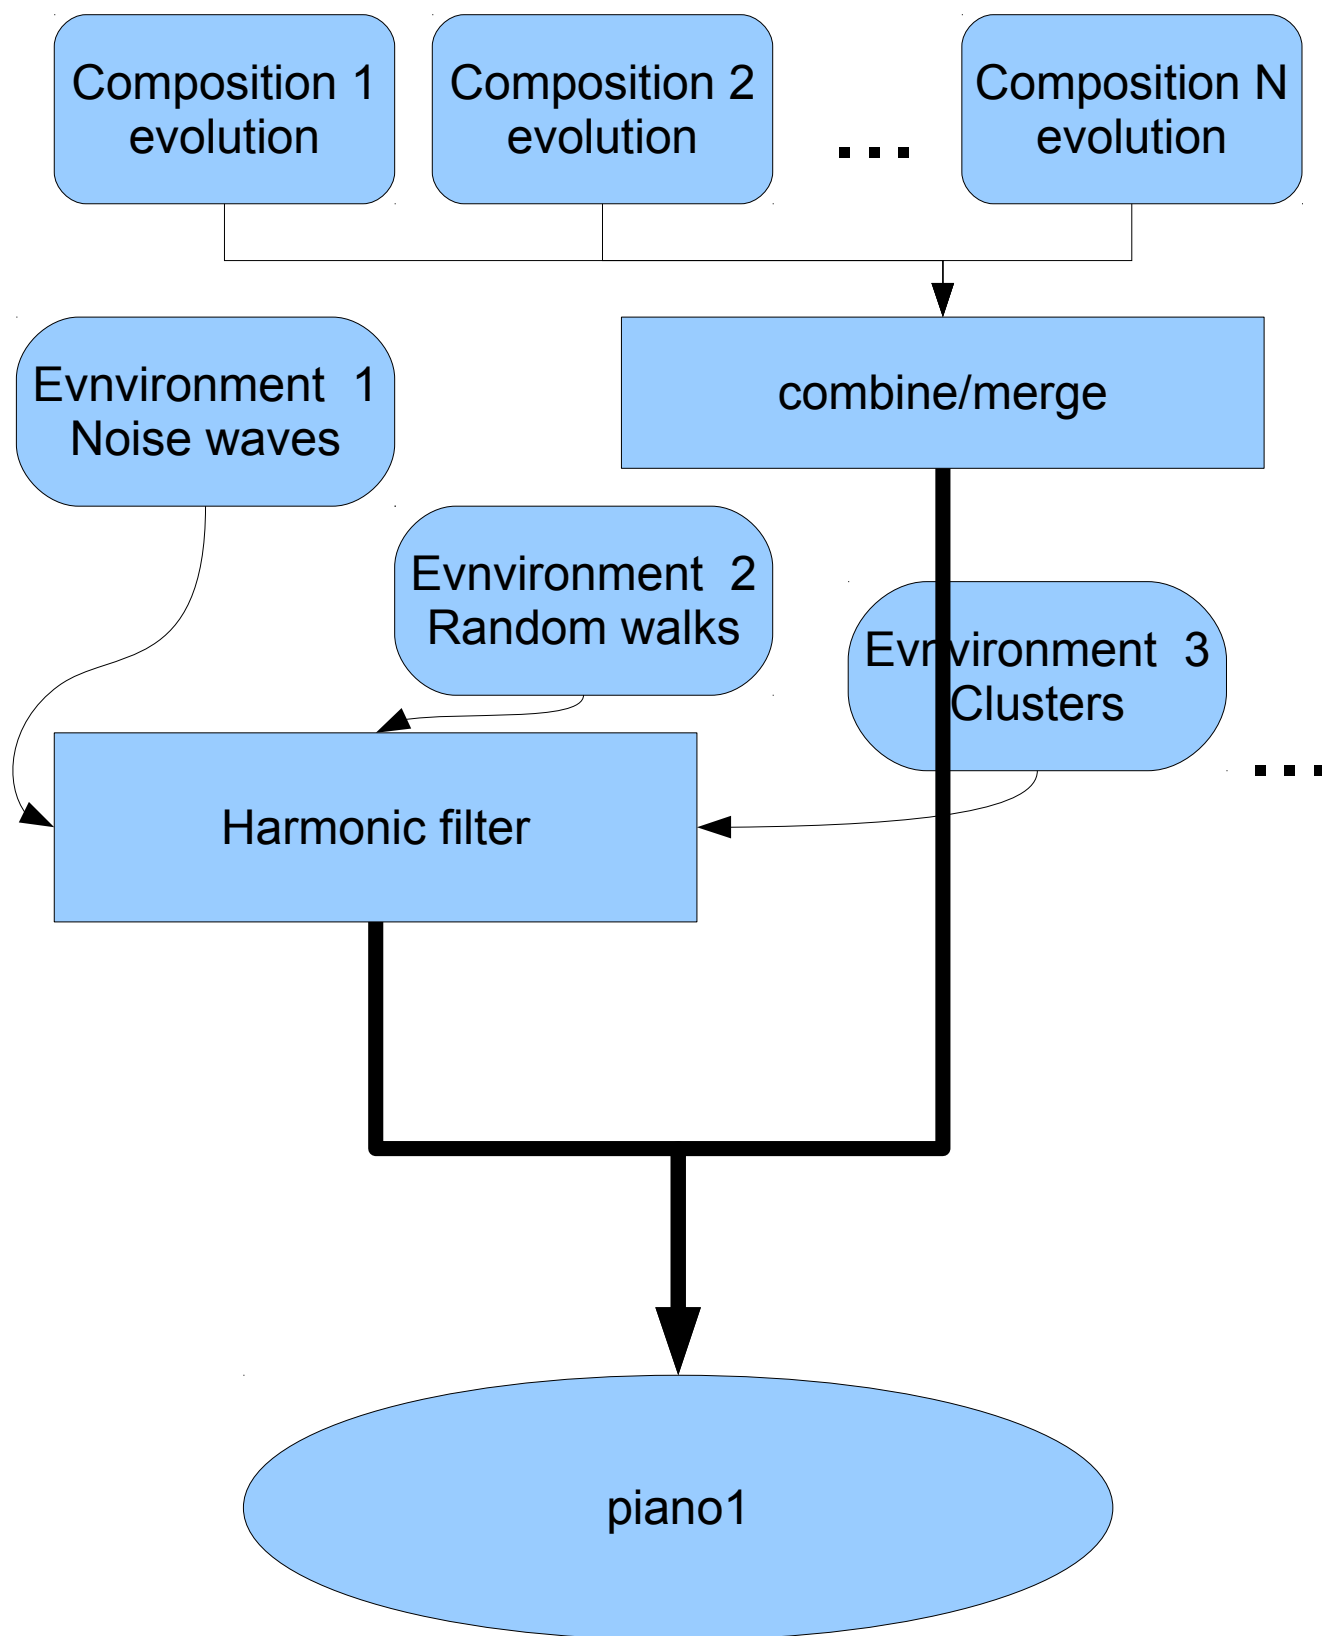 Composition 1
evolution
Composition 2
evolution
...
Composition N
evolution
Evnvironment  1
Noise waves
combine/merge
Evnvironment  2
Random walks
Evnvironment  3
Clusters
...
Harmonic filter
piano1